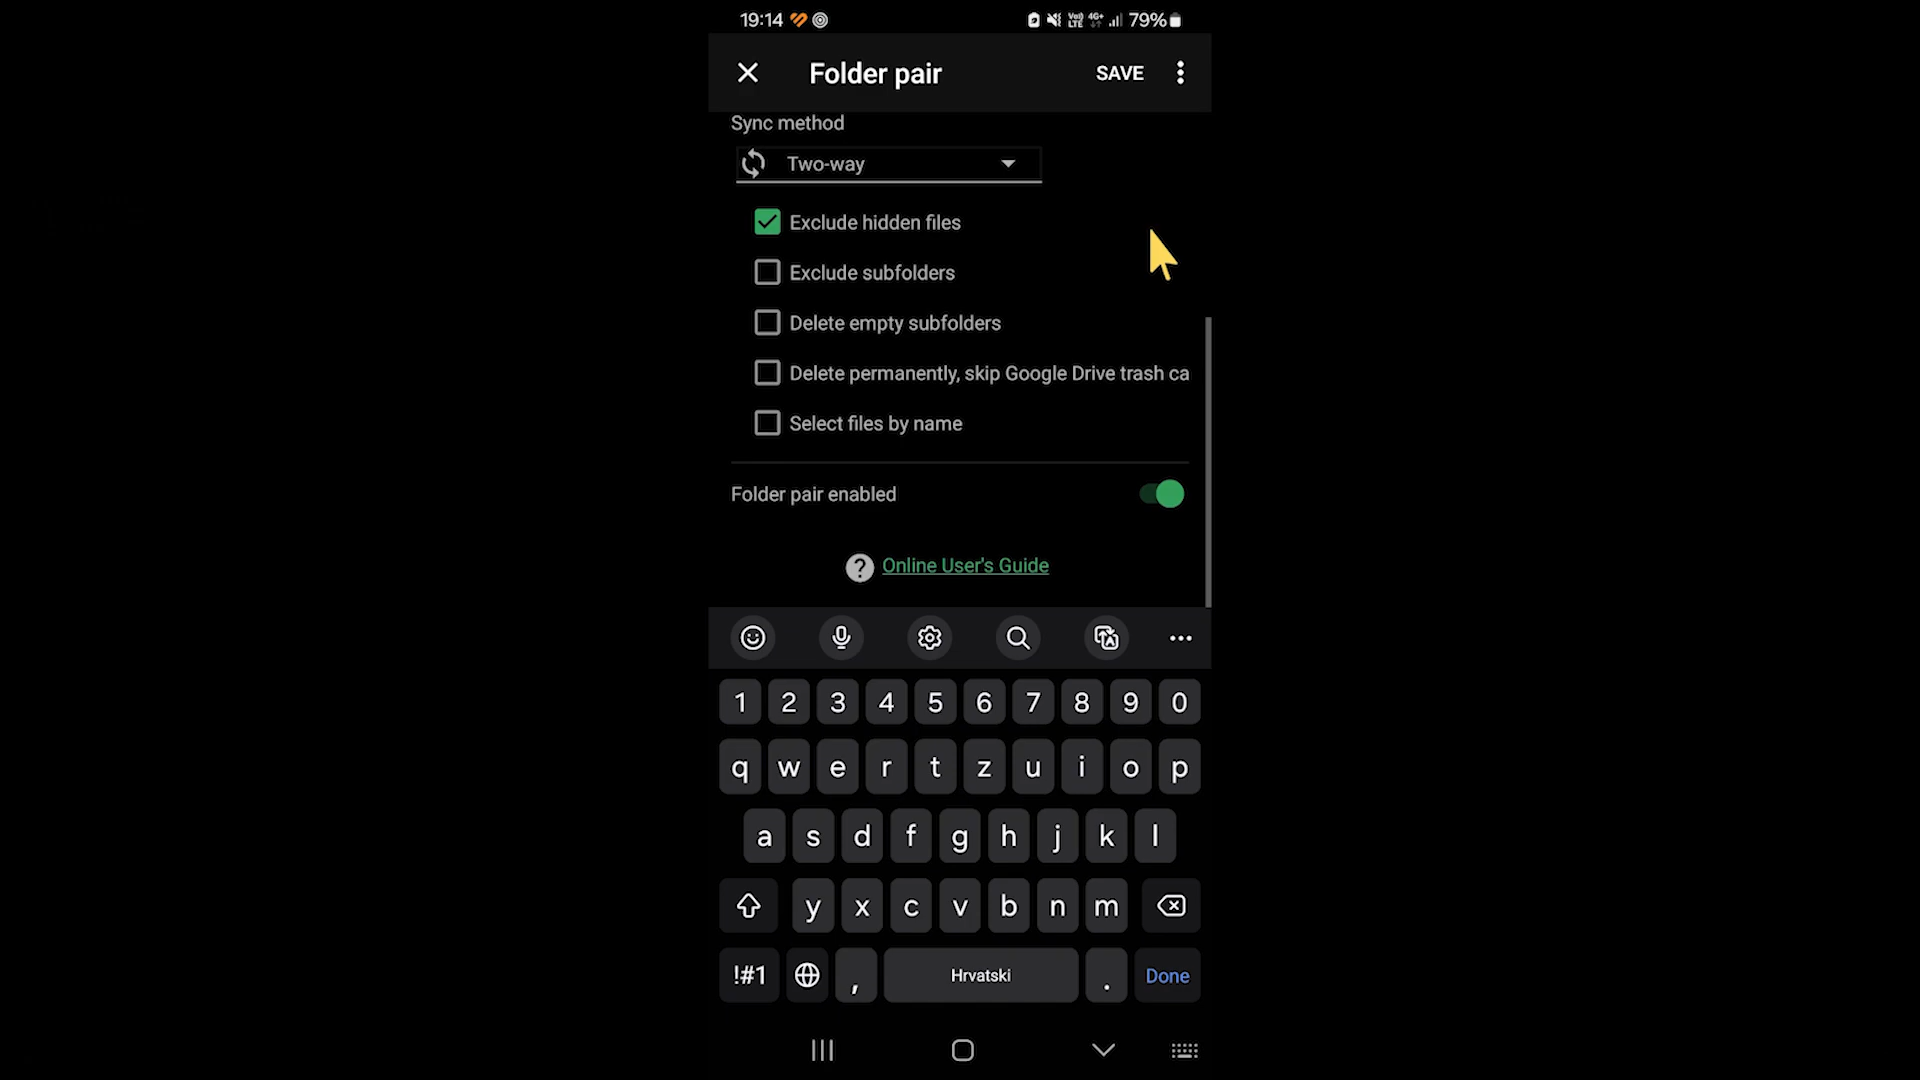 19:14 VoLTE 4G+ 79%
Folder pair SAVE
Sync method
Two-way
Exclude hidden files
Exclude subfolders
Delete empty subfolders
Delete permanently, skip Google Drive trash ca
Select files by name
Folder pair enabled
? Online User's Guide
1 2 3 4 5 6 7 8 9 0
q w e r t z u i o p
a s d f g h j k l
y x c v b n m
!#1 , Hrvatski . Done